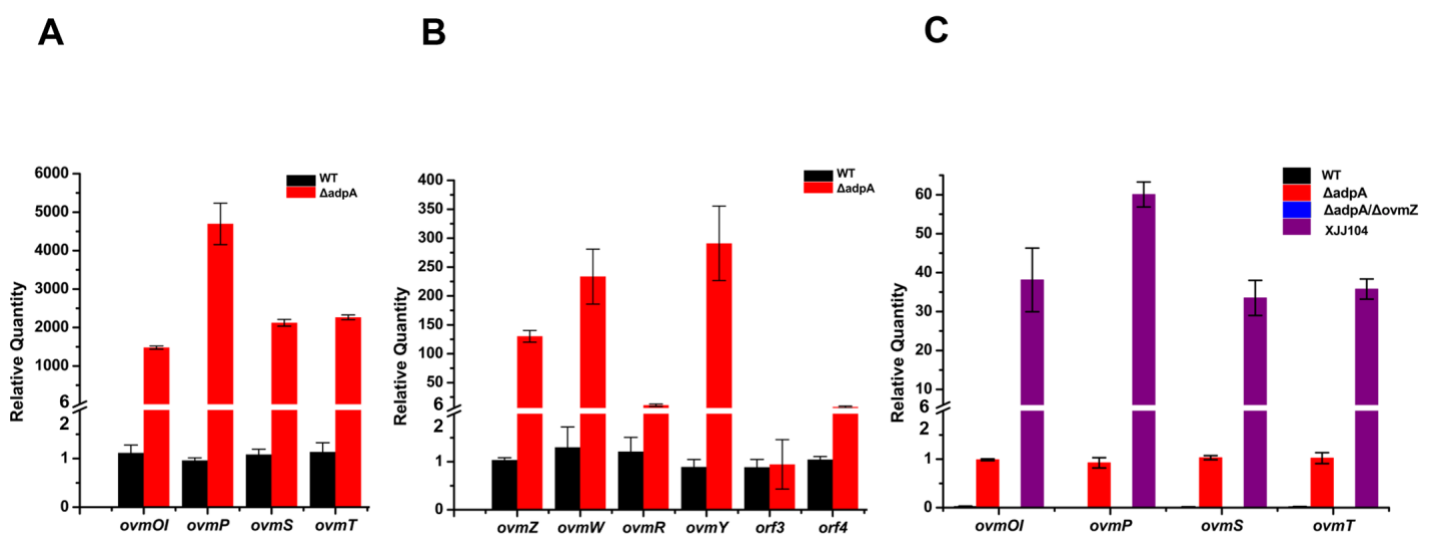 A
B
C
WT
ΔadpA
Relative Quantity
6000
5000
4000
3000
2000
1000
6
2
1
0
ovmOI ovmP ovmS ovmT
WT
ΔadpA
Relative Quantity
400
350
300
250
200
150
100
50
6
2
1
0
ovmZ ovmW ovmR ovmY orf3 orf4
WT
ΔadpA
ΔadpA/ΔovmZ
XJJ104
Relative Quantity
60
50
40
30
20
10
6
2
1
0
ovmOI ovmP ovmS ovmT